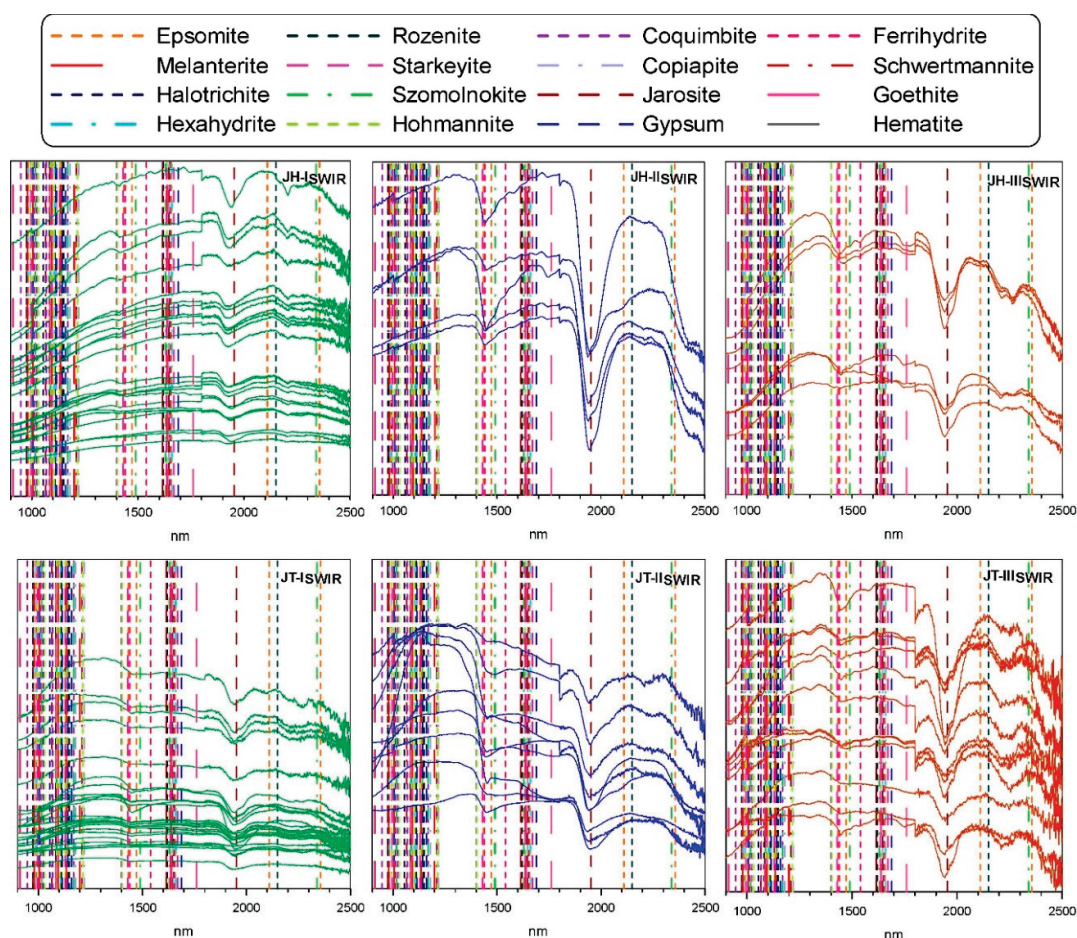 Epsomite Rozenite Coquimbite Ferrihydrite
Melanterite Starkeyite Copiapite Schwertmannite
Halotrichite Szomolnokite Jarosite Goethite
Hexahydrite Hohmannite Gypsum Hematite
JH-ISWIR JH-IISWIR JH-IIISWIR
1000 1500 2000 2500 1000 1500 2000 2500 1000 1500 2000 2500
nm nm nm
JT-ISWIR JT-IISWIR JT-IIISWIR
1000 1500 2000 2500 1000 1500 2000 2500 1000 1500 2000 2500
nm nm nm